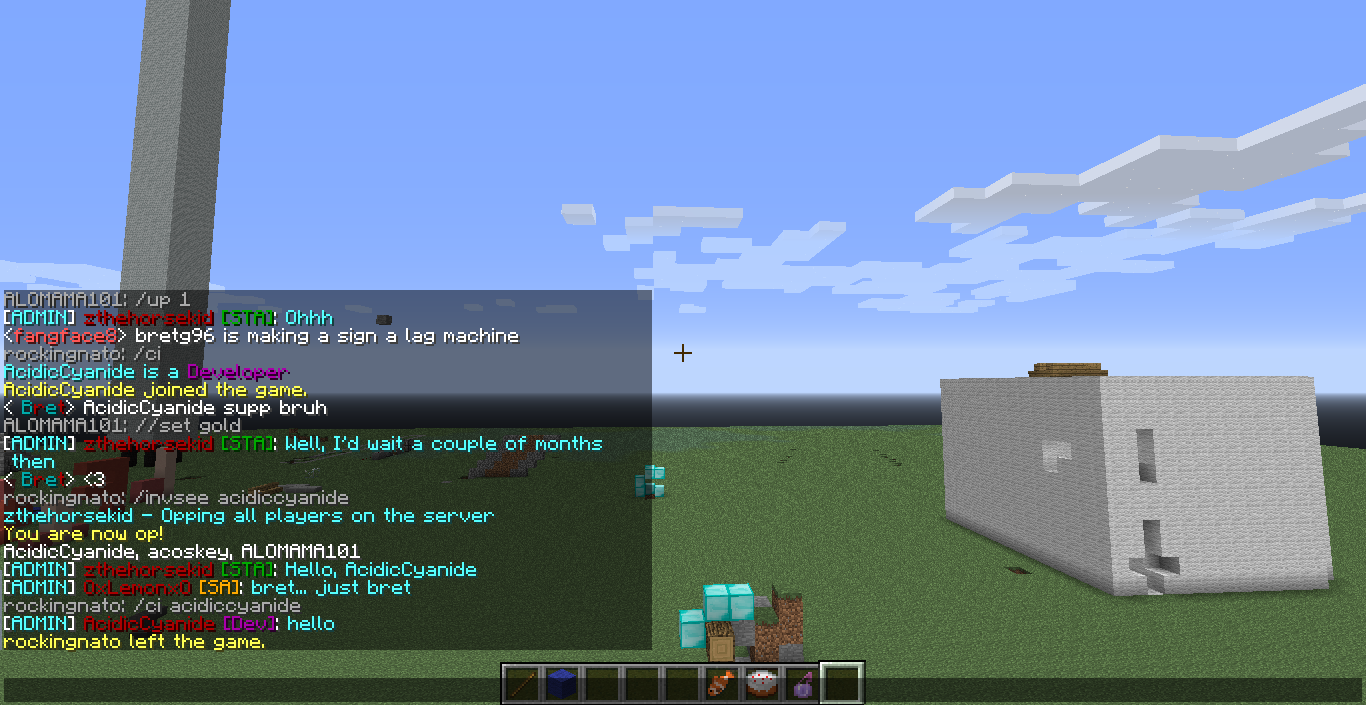 ALOMAMA101: /up 1
[ADMIN] zthehorsekid [STA]: Ohhh
<fangface8> bretg96 is making a sign a lag machine
rockingnato: /ci
AcidicCyanide is a Developer
AcidicCyanide joined the game.
< Bret> AcidicCyanide supp bruh
ALOMAMA101: //set gold
[ADMIN] zthehorsekid [STA]: Well, I'd wait a couple of months
then
< Bret> <3
rockingnato: /invsee acidiccyanide
zthehorsekid - Opping all players on the server
You are now op!
AcidicCyanide, acoskey, ALOMAMA101
[ADMIN] zthehorsekid [STA]: Hello, AcidicCyanide
[ADMIN] 0xLemonx0 [SA]: bret... just bret
rockingnato: /ci acidiccyanide
[ADMIN] AcidicCyanide [Dev]: hello
rockingnato left the game.